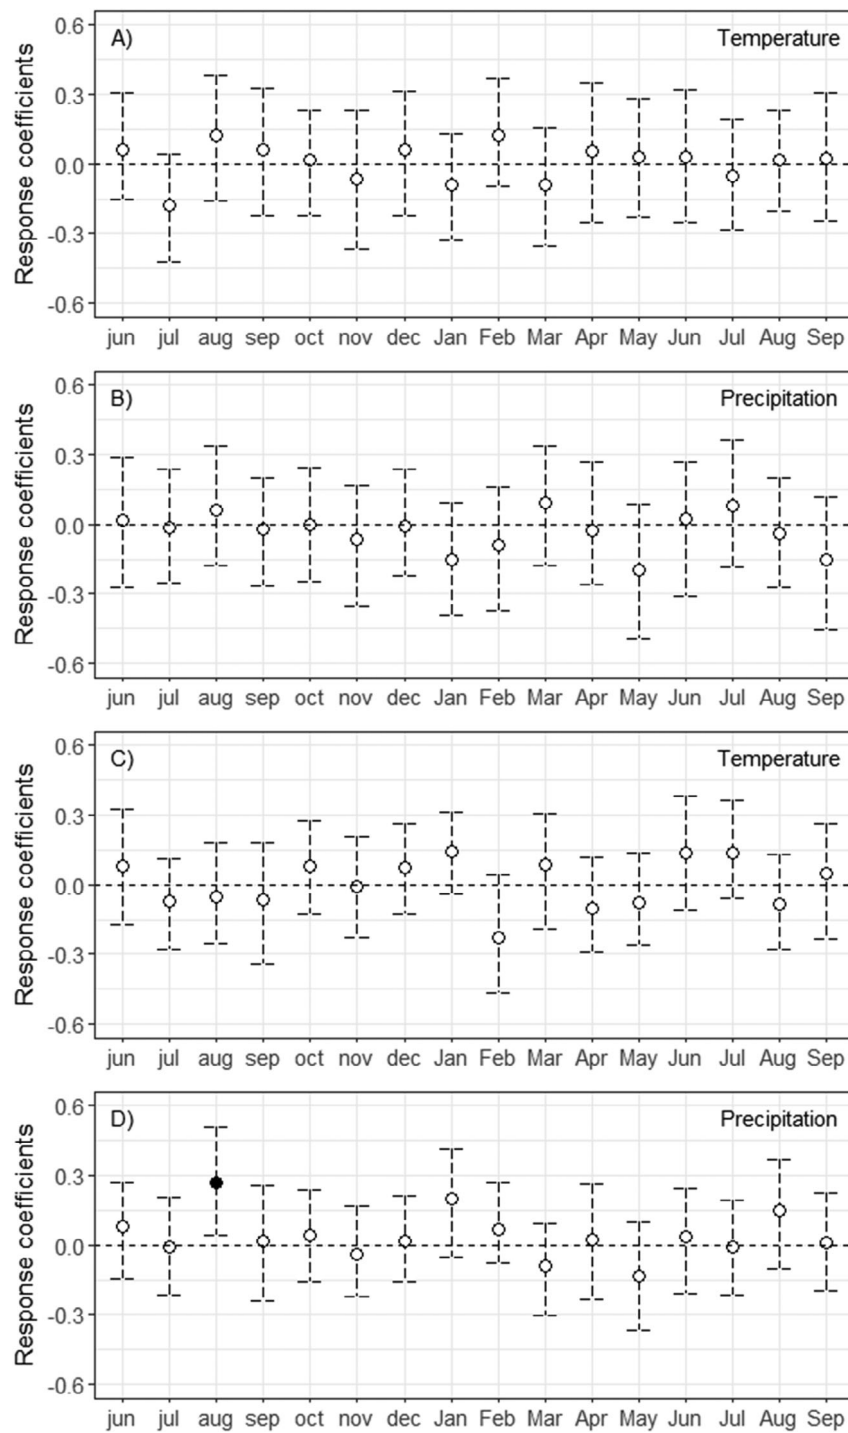 A) Temperature
Response coefficients
0.6
0.3
0.0
-0.3
-0.6
jun jul aug sep oct nov dec Jan Feb Mar Apr May Jun Jul Aug Sep
B) Precipitation
Response coefficients
0.6
0.3
0.0
-0.3
-0.6
jun jul aug sep oct nov dec Jan Feb Mar Apr May Jun Jul Aug Sep
C) Temperature
Response coefficients
0.6
0.3
0.0
-0.3
-0.6
jun jul aug sep oct nov dec Jan Feb Mar Apr May Jun Jul Aug Sep
D) Precipitation
Response coefficients
0.6
0.3
0.0
-0.3
-0.6
jun jul aug sep oct nov dec Jan Feb Mar Apr May Jun Jul Aug Sep